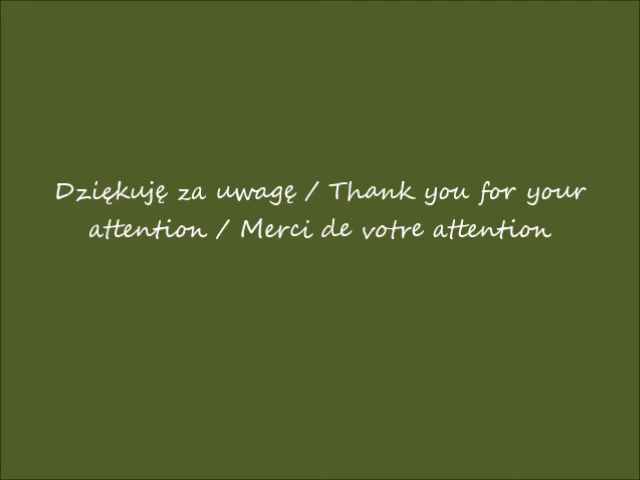 Dziękuję za uwagę / Thank you for your
attention / Merci de votre attention